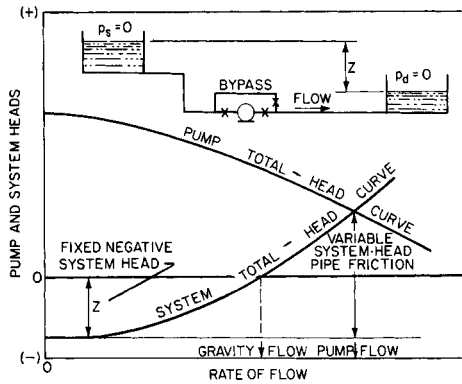 (+)
p_s = 0
Z
p_d = 0
BYPASS
FLOW
PUMP TOTAL - HEAD CURVE
SYSTEM TOTAL - HEAD CURVE
FIXED NEGATIVE
SYSTEM HEAD
VARIABLE
SYSTEM-HEAD
PIPE FRICTION
0
Z
GRAVITY FLOW
PUMP FLOW
(−)
0
RATE OF FLOW
PUMP AND SYSTEM HEADS